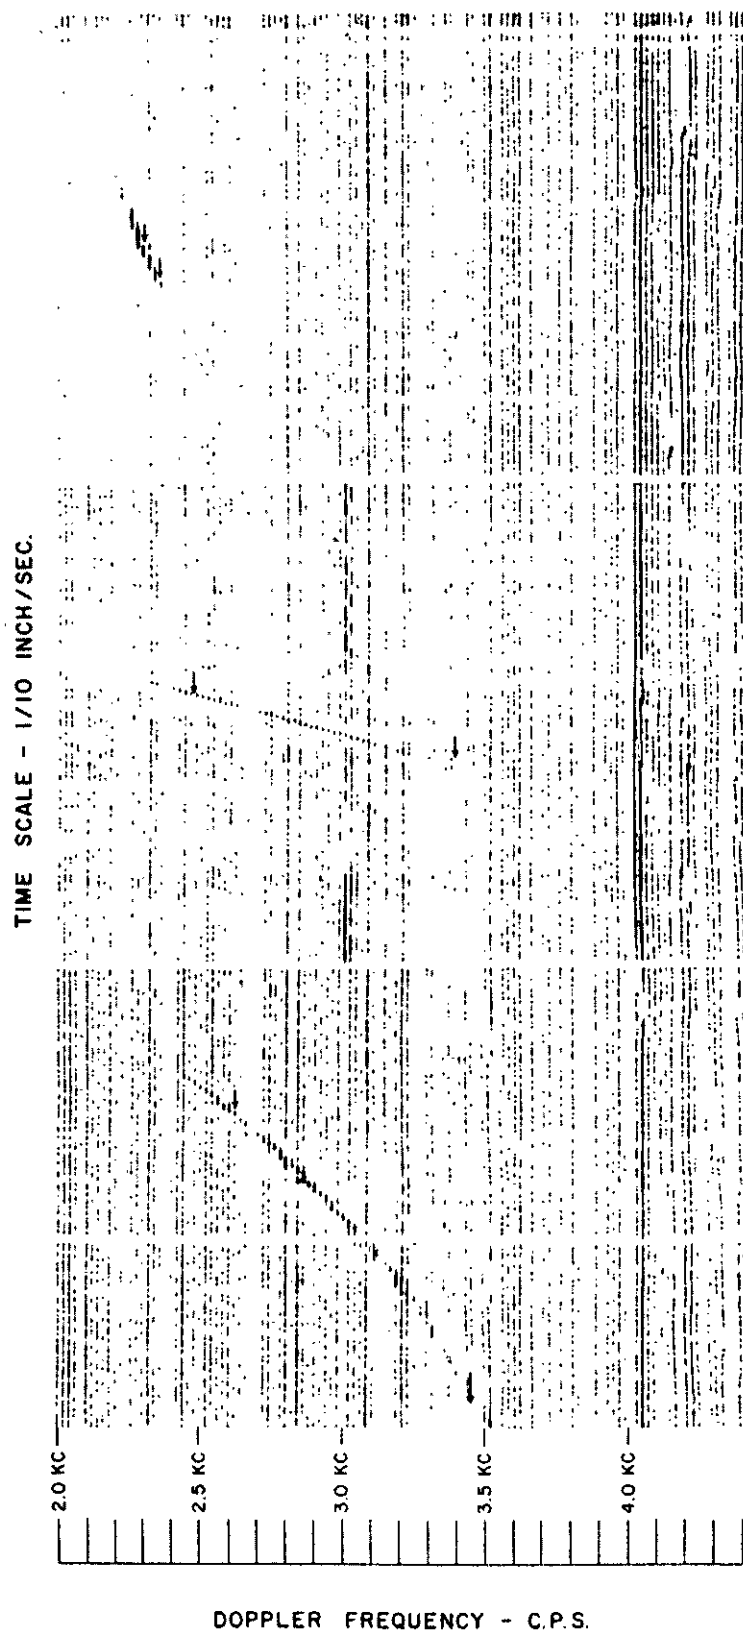 TIME SCALE - 1/10 INCH/SEC.
2.0 KC
2.5 KC
3.0 KC
3.5 KC
4.0 KC
DOPPLER FREQUENCY - C.P.S.